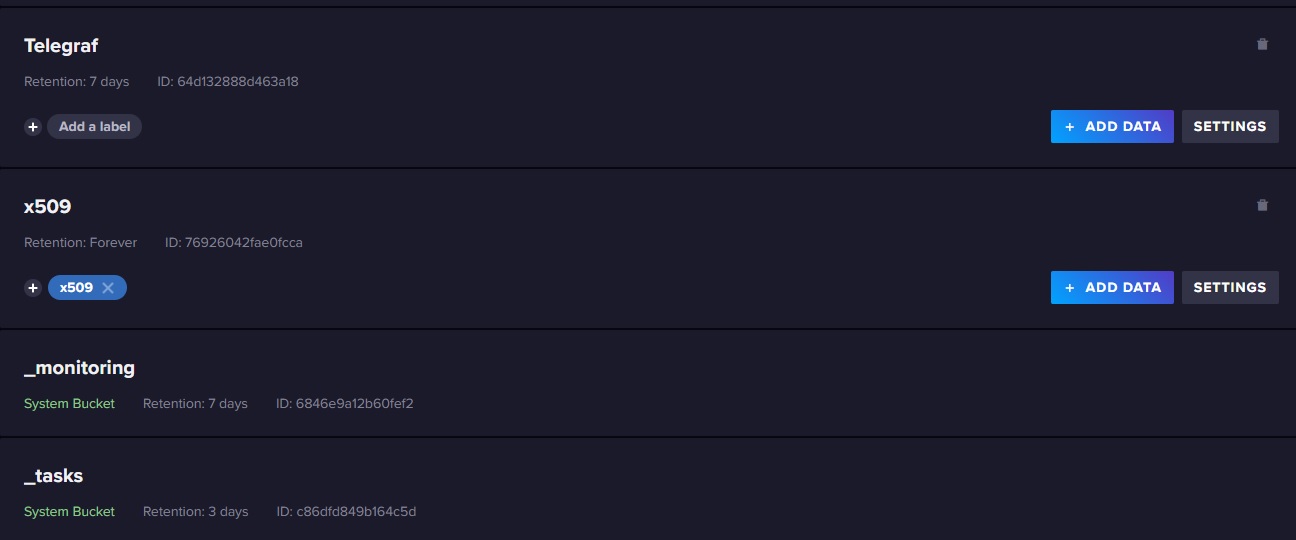 Telegraf
Retention: 7 days ID: 64d132888d463a18
+ Add a label + ADD DATA SETTINGS
x509
Retention: Forever ID: 76926042fae0fcca
+ x509 × + ADD DATA SETTINGS
_monitoring
System Bucket Retention: 7 days ID: 6846e9a12b60fef2
_tasks
System Bucket Retention: 3 days ID: c86dfd849b164c5d